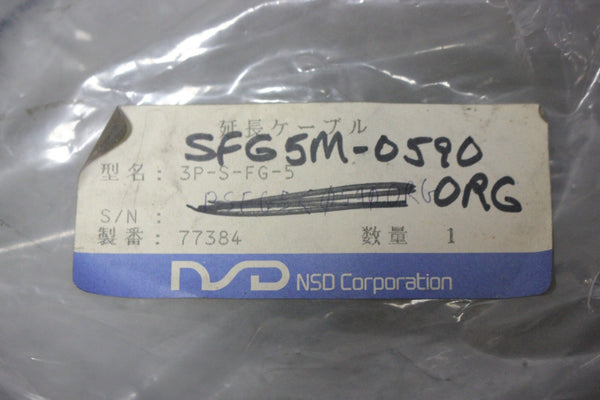 延長ケーブル
SFG5M-0590
型名: 3P-S-FG-5
ORG
S/N :
製番: 77384 数量 1
NSD NSD Corporation